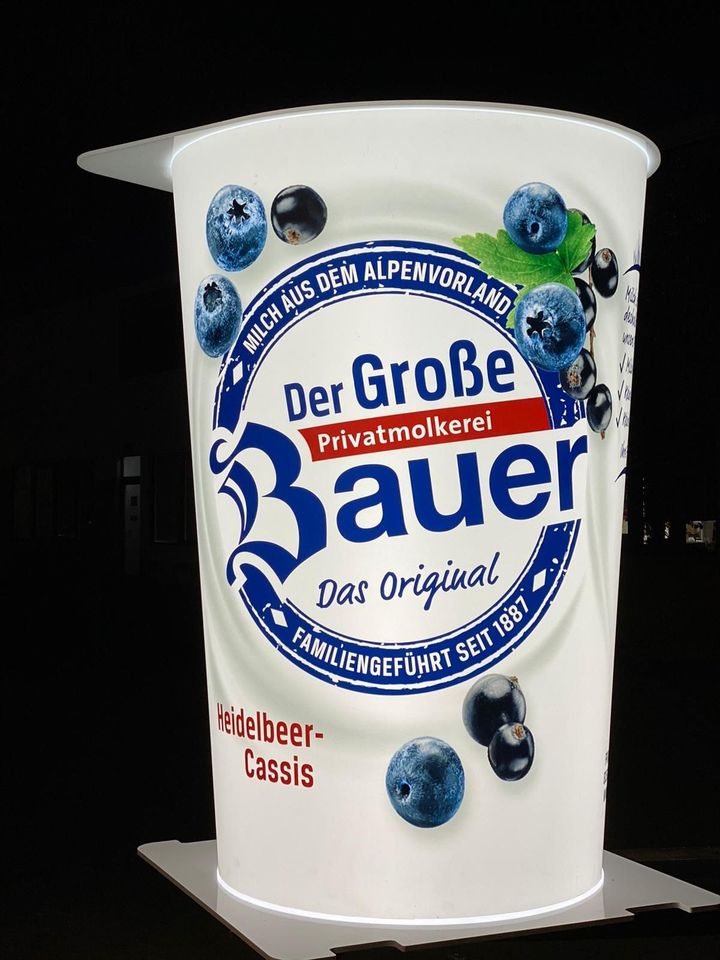 MILCH AUS DEM ALPENVORLAND
Der Große
Privatmolkerei
Bauer
Das Original
FAMILIENGEFÜHRT SEIT 1887
Heidelbeer-
Cassis